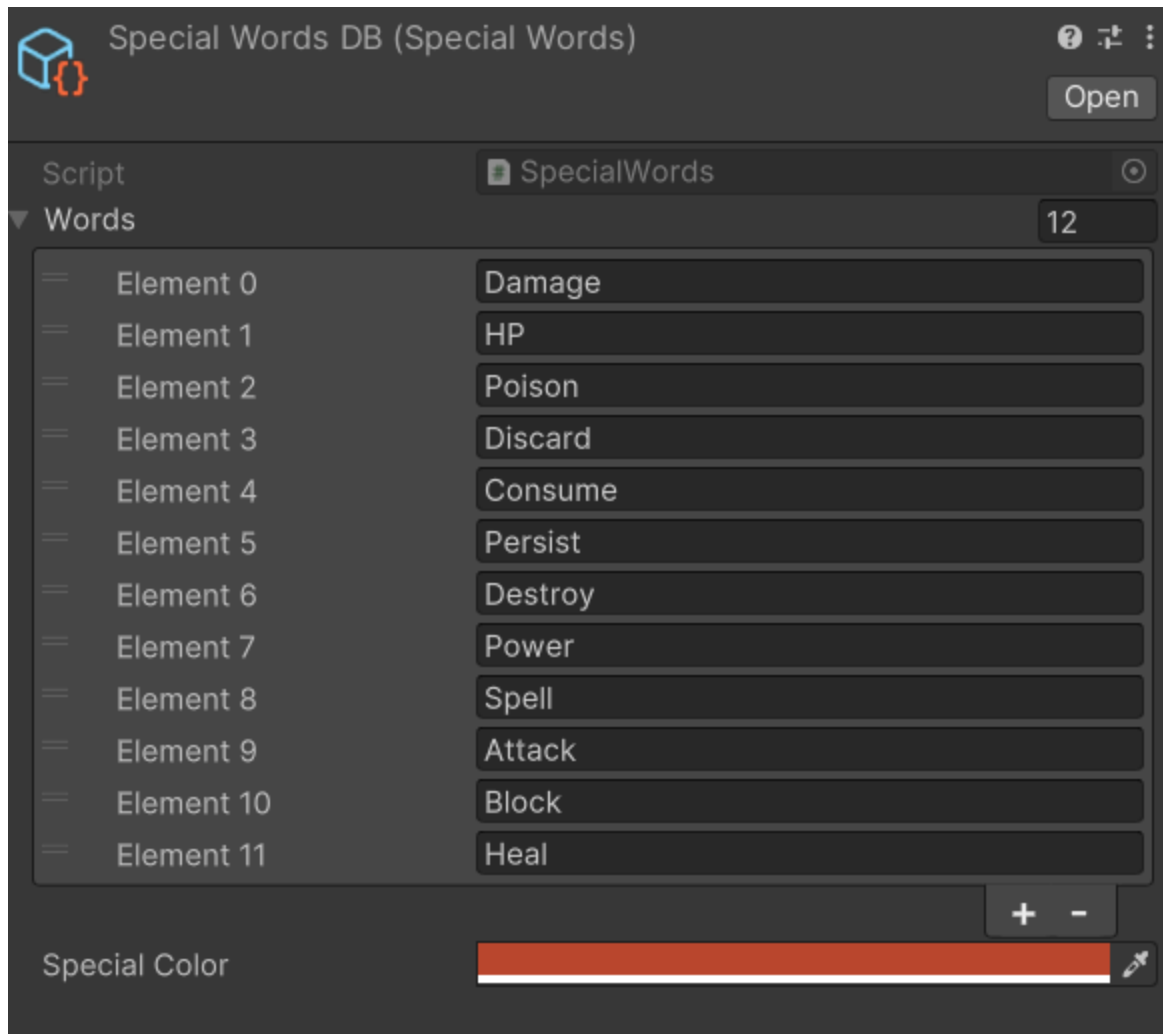 Special Words DB (Special Words)
Open
Script SpecialWords
Words 12
Element 0 Damage
Element 1 HP
Element 2 Poison
Element 3 Discard
Element 4 Consume
Element 5 Persist
Element 6 Destroy
Element 7 Power
Element 8 Spell
Element 9 Attack
Element 10 Block
Element 11 Heal
+ -
Special Color